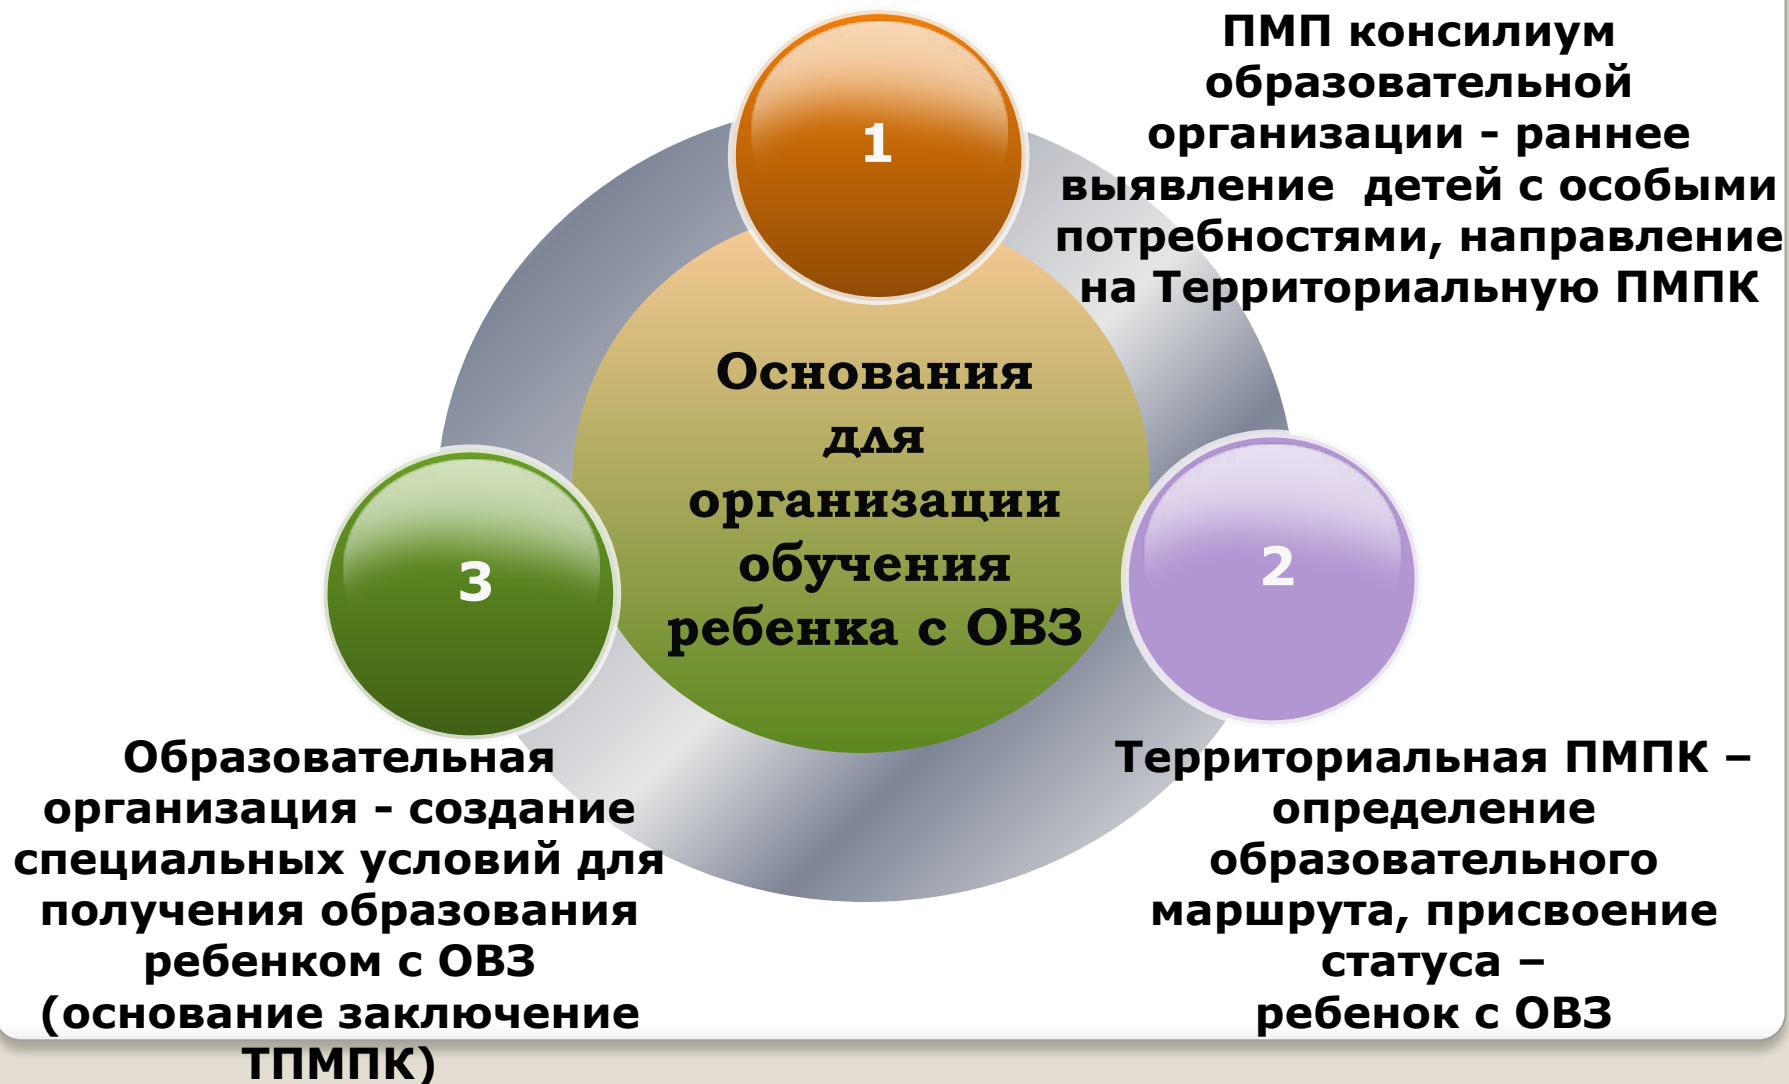 1
ПМП консилиум
образовательной
организации - раннее
выявление  детей с особыми
потребностями, направление
на Территориальную ПМПК
Основания
для
организации
обучения
ребенка с ОВЗ
2
Территориальная ПМПК –
определение
образовательного
маршрута, присвоение
статуса –
ребенок с ОВЗ
3
Образовательная
организация - создание
специальных условий для
получения образования
ребенком с ОВЗ
(основание заключение
ТПМПК)